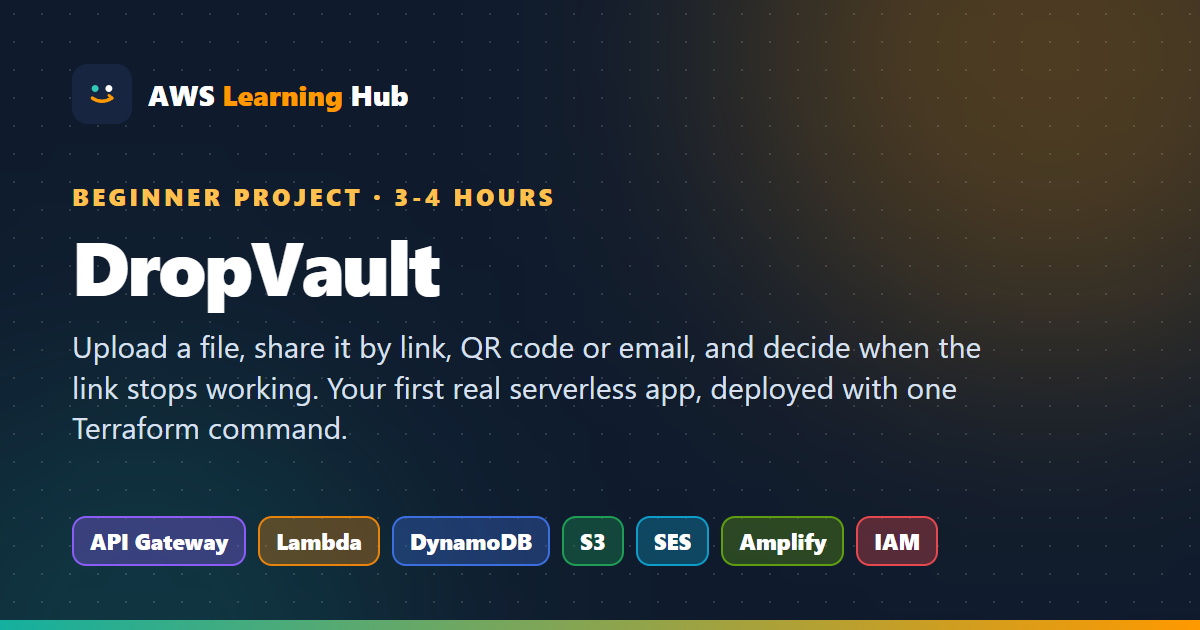 AWS Learning Hub
BEGINNER PROJECT · 3-4 HOURS
DropVault
Upload a file, share it by link, QR code or email, and decide when the
link stops working. Your first real serverless app, deployed with one
Terraform command.
API Gateway Lambda DynamoDB S3 SES Amplify IAM